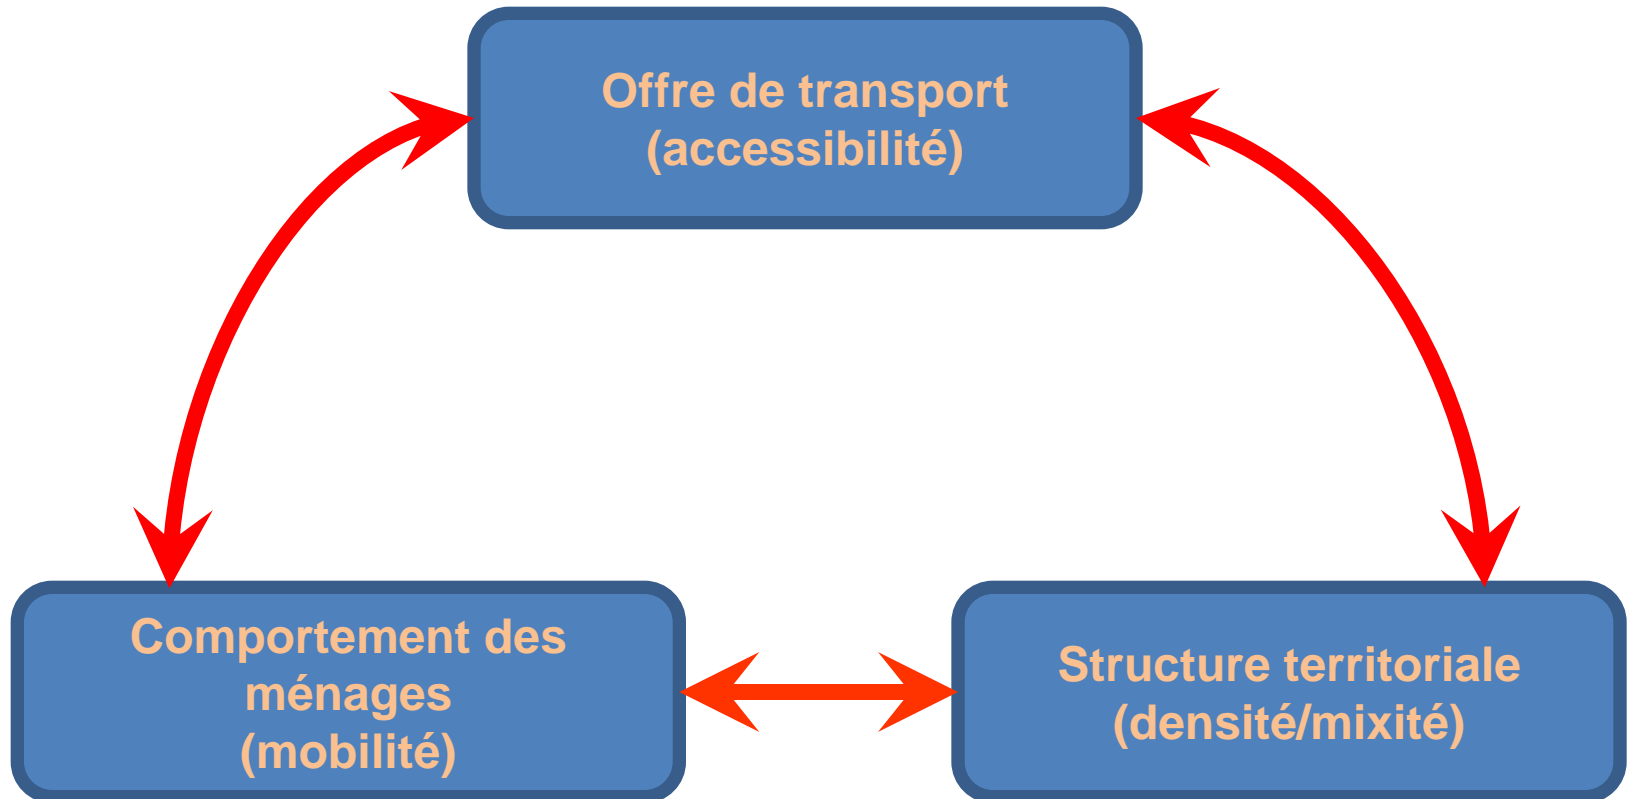 Offre de transport
(accessibilité)
Comportement des
ménages
(mobilité)
Structure territoriale
(densité/mixité)